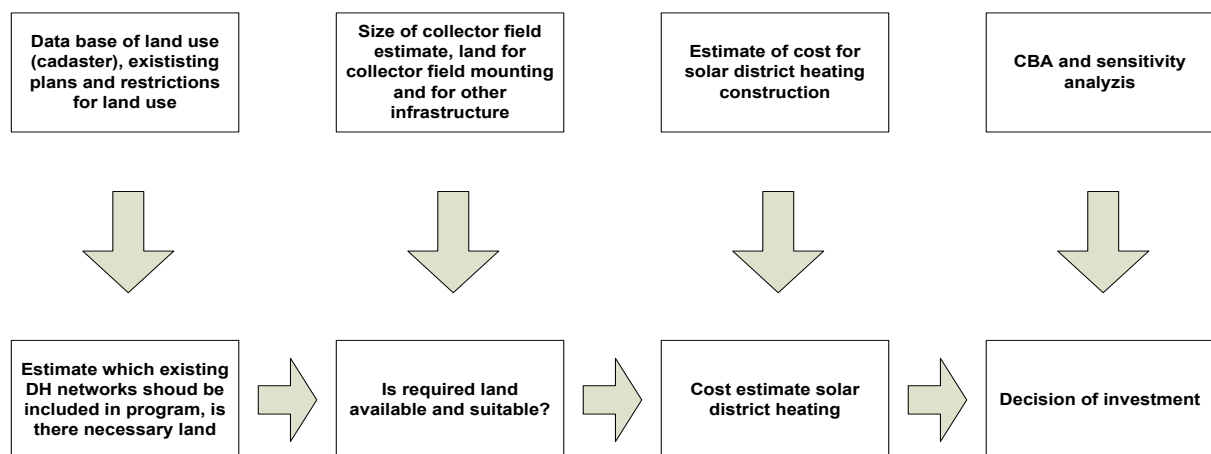 Data base of land use
(cadaster), exististing
plans and restrictions
for land use
Size of collector field
estimate, land for
collector field mounting
and for other
infrastructure
Estimate of cost for
solar district heating
construction
CBA and sensitivity
analyzis
Estimate which existing
DH networks shoud be
included in program, is
there necessary land
Is required land
available and suitable?
Cost estimate solar
district heating
Decision of investment